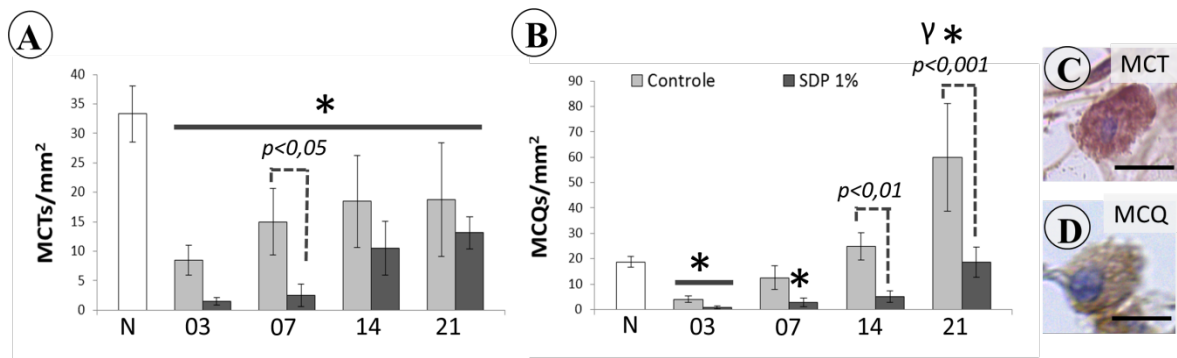 A
MCTs/mm²
40
35
30
25
20
15
10
5
0
*
p<0,05
N 03 07 14 21
B
MCQs/mm²
90
80
70
60
50
40
30
20
10
0
Controle SDP 1%
γ *
p<0,001
p<0,01
* *
N 03 07 14 21
C MCT
D MCQ